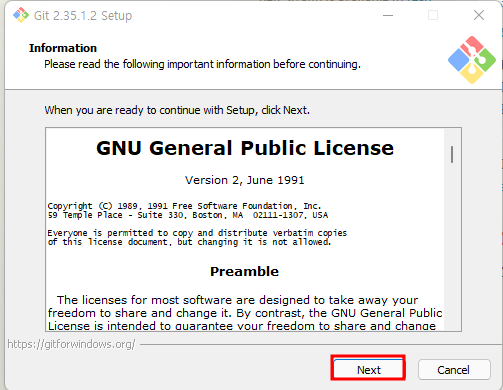 Git 2.35.1.2 Setup
Information
Please read the following important information before continuing.
When you are ready to continue with Setup, click Next.
GNU General Public License
Version 2, June 1991
Copyright (C) 1989, 1991 Free Software Foundation, Inc.
59 Temple Place - Suite 330, Boston, MA  02111-1307, USA
Everyone is permitted to copy and distribute verbatim copies
of this license document, but changing it is not allowed.
Preamble
The licenses for most software are designed to take away your
freedom to share and change it. By contrast, the GNU General Public
License is intended to guarantee your freedom to share and change
https://gitforwindows.org/
Next
Cancel